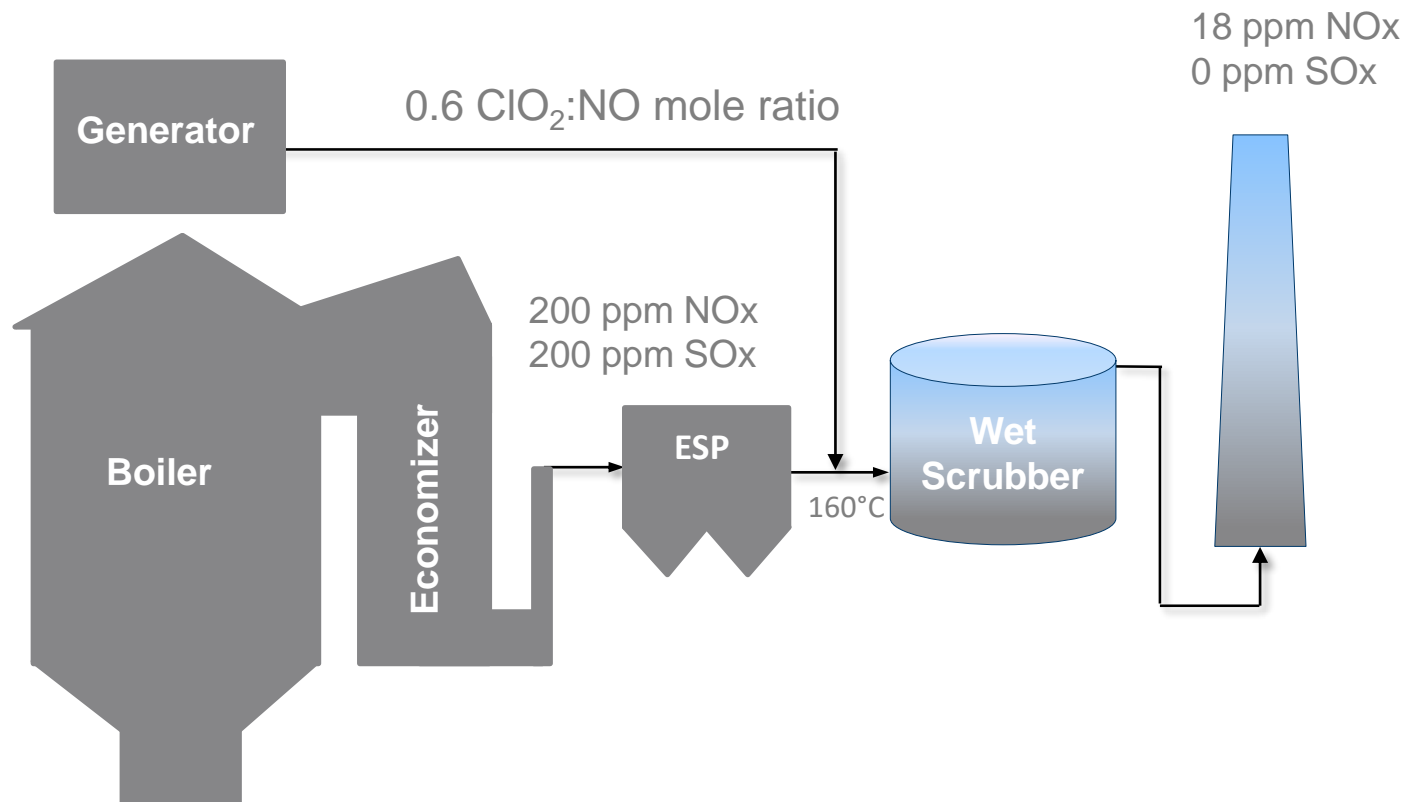 18 ppm NOx
0 ppm SOx
Generator
0.6 ClO₂:NO mole ratio
200 ppm NOx
200 ppm SOx
Boiler
Economizer
ESP
160°C
Wet
Scrubber